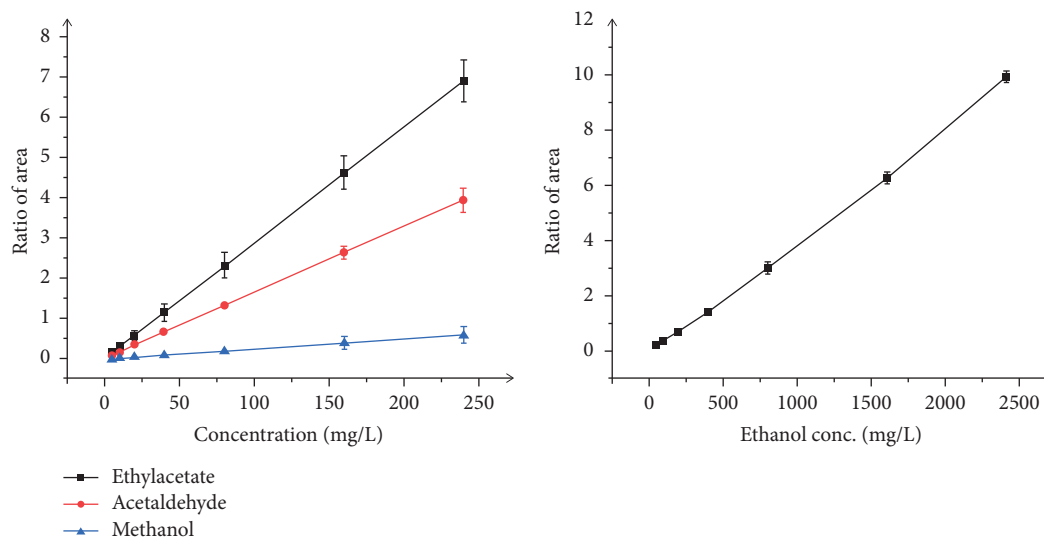 8
7
6
5
4
3
2
1
0
Ratio of area
0 50 100 150 200 250
Concentration (mg/L)
Ethylacetate
Acetaldehyde
Methanol
12
10
8
6
4
2
0
Ratio of area
0 500 1000 1500 2000 2500
Ethanol conc. (mg/L)